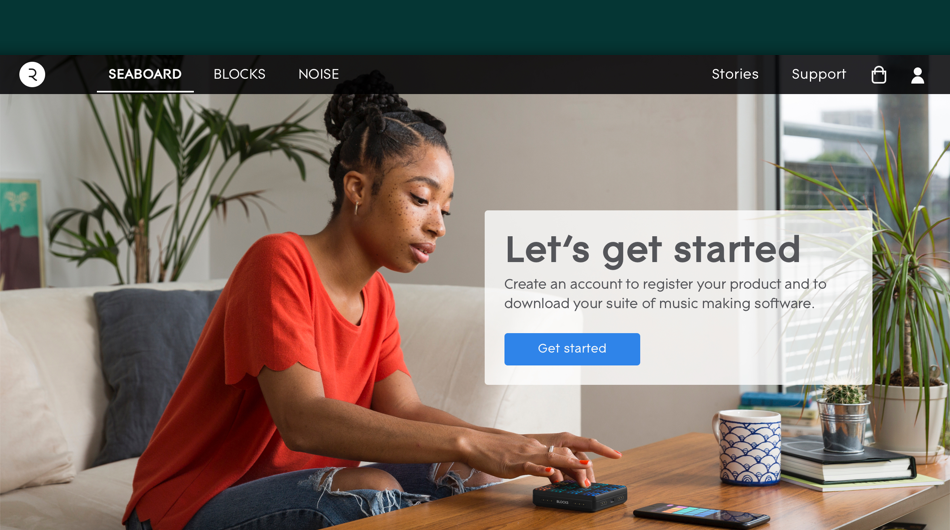 SEABOARD
BLOCKS
NOISE
Stories
Support
Let's get started
Create an account to register your product and to
download your suite of music making software.
Get started